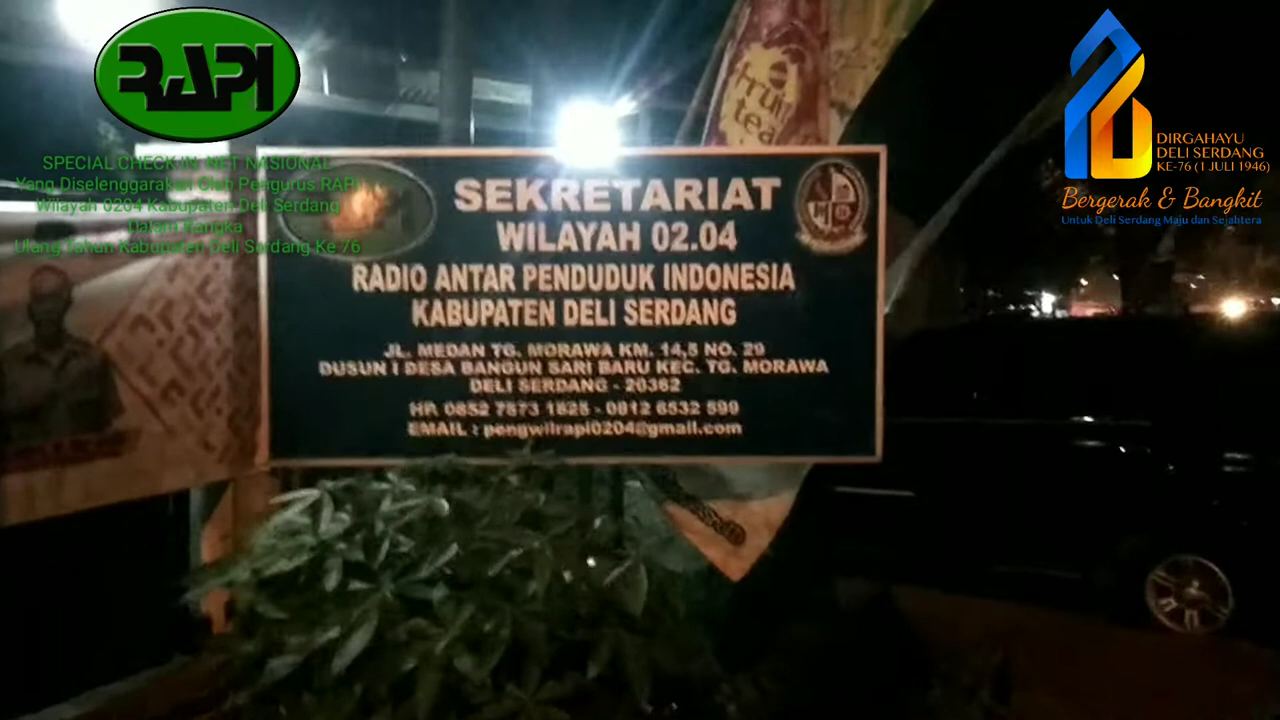 RAPI
SPECIAL CHECK IN NET NASIONAL
Yang Diselenggarakan Oleh Pengurus RAPI
Wilayah 0204 Kabupaten Deli Serdang
Dalam Rangka
Ulang Tahun Kabupaten Deli Serdang Ke 76
fruit
tea
DIRGAHAYU
DELI SERDANG
KE-76 (1 JULI 1946)
Bergerak & Bangkit
Untuk Deli Serdang Maju dan Sejahtera
SEKRETARIAT
WILAYAH 02.04
RADIO ANTAR PENDUDUK INDONESIA
KABUPATEN DELI SERDANG
JL. MEDAN TG. MORAWA KM. 14,5 NO. 29
DUSUN I DESA BANGUN SARI BARU KEC. TG. MORAWA
DELI SERDANG - 20362
HP. 0852 7573 1825 - 0812 6532 599
EMAIL : pengwilrapi0204@gmail.com